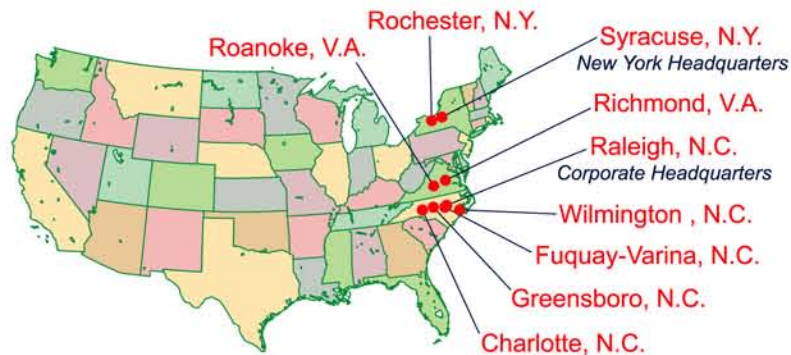 Rochester, N.Y.
Roanoke, V.A.
Syracuse, N.Y.
New York Headquarters
Richmond, V.A.
Raleigh, N.C.
Corporate Headquarters
Wilmington , N.C.
Fuquay-Varina, N.C.
Greensboro, N.C.
Charlotte, N.C.